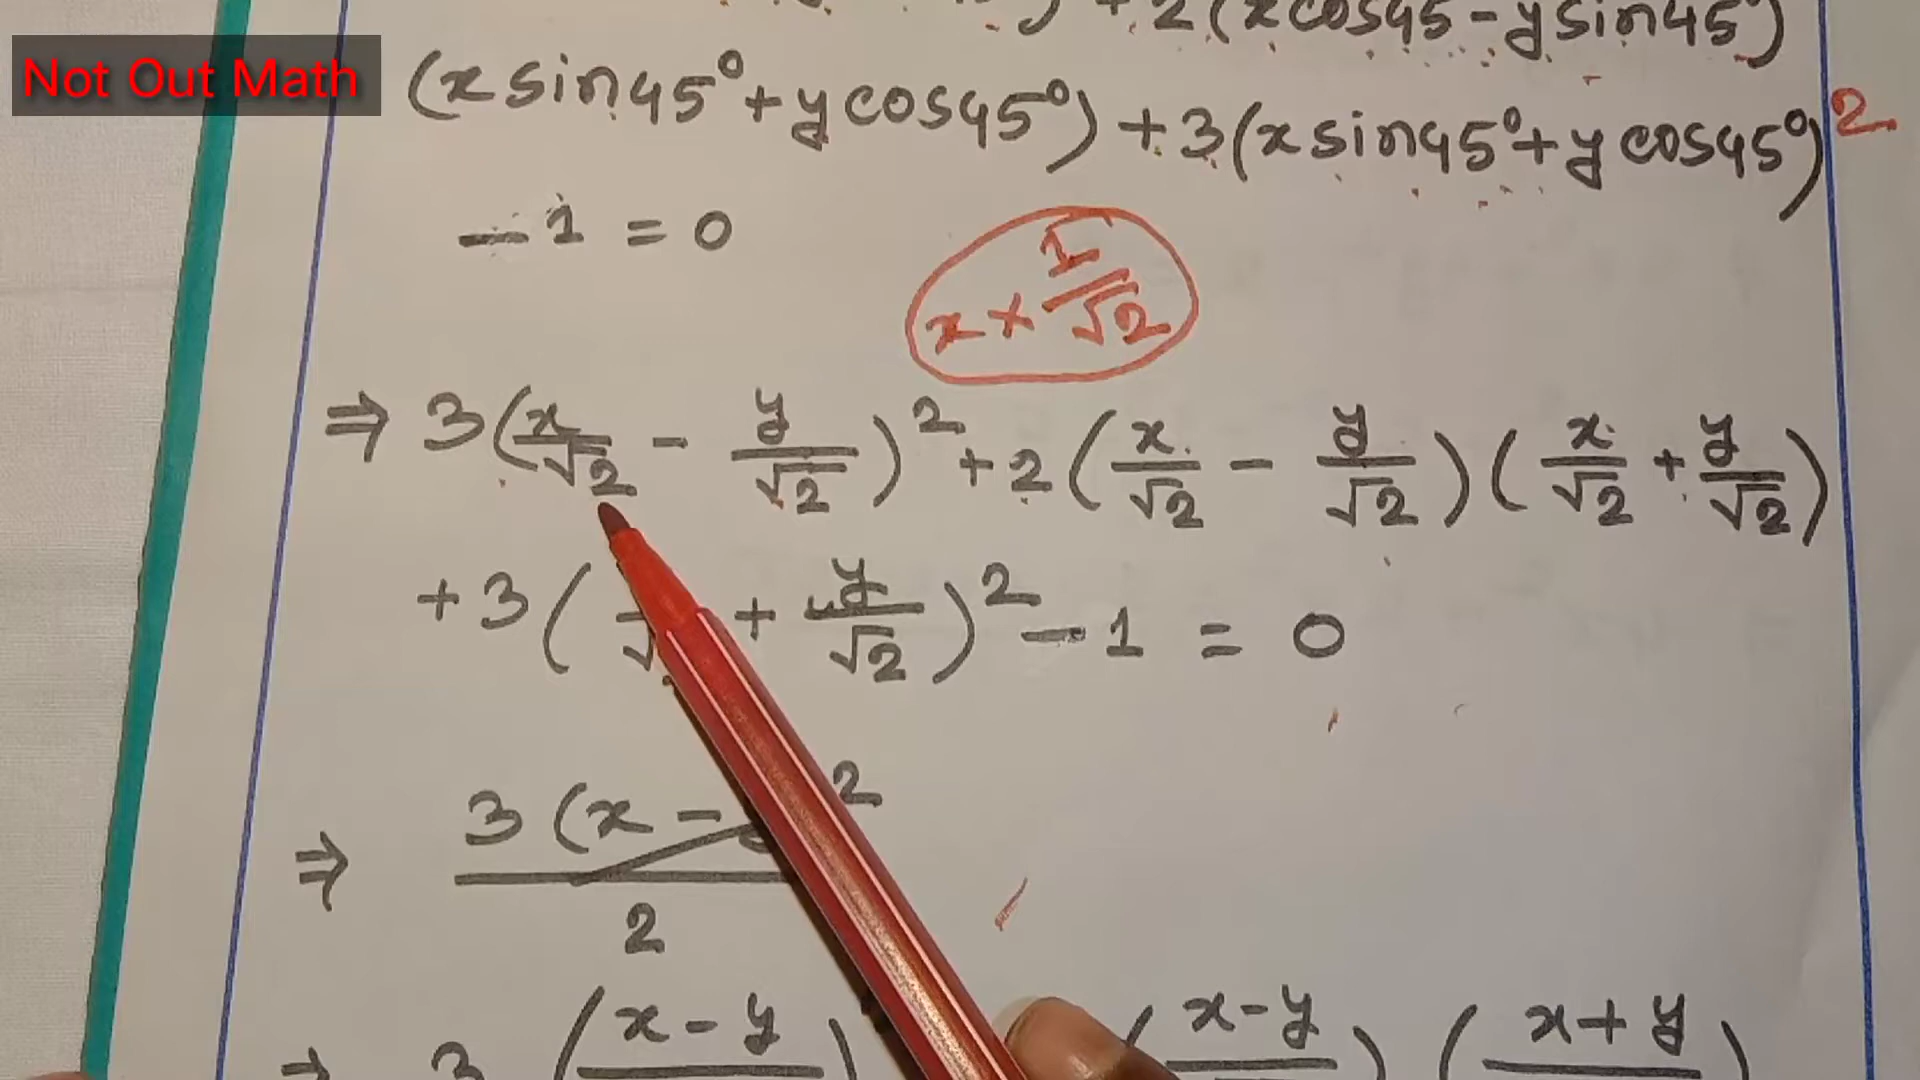 Not Out Math
+ 2 (x cos45 - y sin45°)
(x sin45° + y cos45°) + 3 (x sin45° + y cos45°)²
- 1 = 0
x × 1/√2
⇒ 3 (x/√2 - y/√2)² + 2 (x/√2 - y/√2) (x/√2 + y/√2)
+ 3 ( /√ + y/√2)² - 1 = 0
⇒ 3 (x - ²/2
⇒ 3 (x - y) (x - y) (x + y)